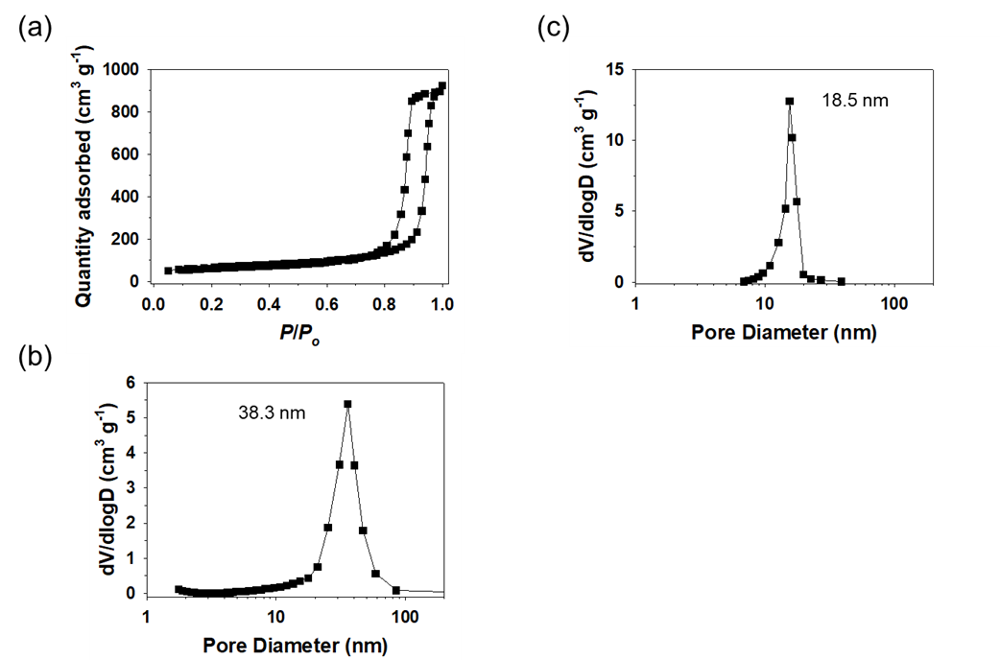 (a)
Quantity adsorbed (cm³ g⁻¹)
1000
800
600
400
200
0
0.0 0.2 0.4 0.6 0.8 1.0
P/Pₒ
(b)
dV/dlogD (cm³ g⁻¹)
6
5
4
3
2
1
0
38.3 nm
1 10 100
Pore Diameter (nm)
(c)
dV/dlogD (cm³ g⁻¹)
15
10
5
0
18.5 nm
1 10 100
Pore Diameter (nm)